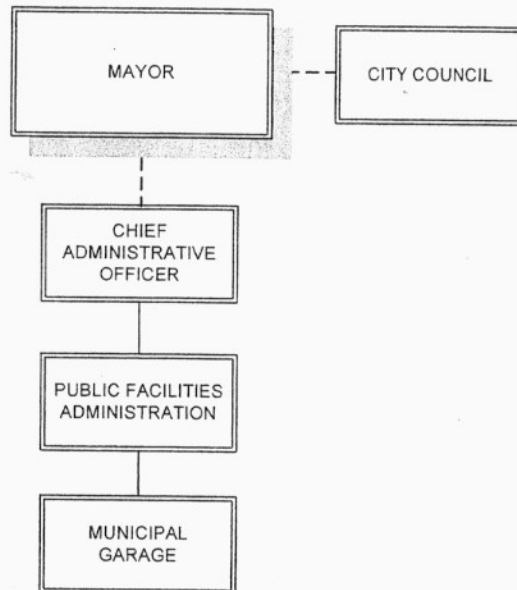 MAYOR
CITY COUNCIL
CHIEF
ADMINISTRATIVE
OFFICER
PUBLIC FACILITIES
ADMINISTRATION
MUNICIPAL
GARAGE